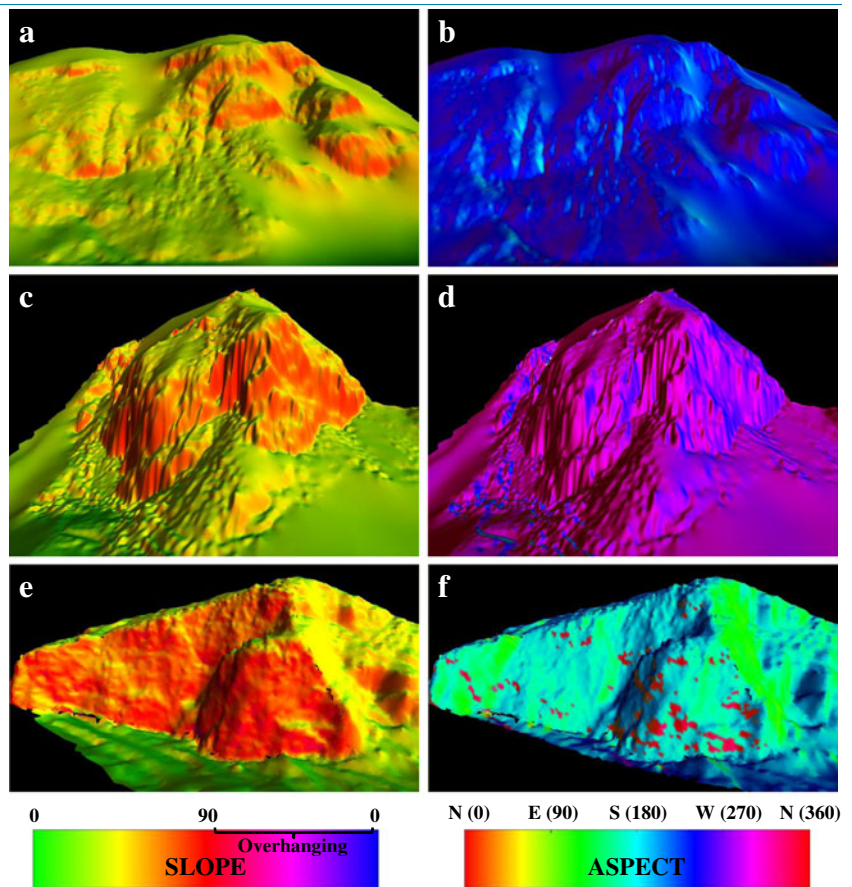 a
b
c
d
e
f
0 90 0
Overhanging
SLOPE
N (0) E (90) S (180) W (270) N (360)
ASPECT